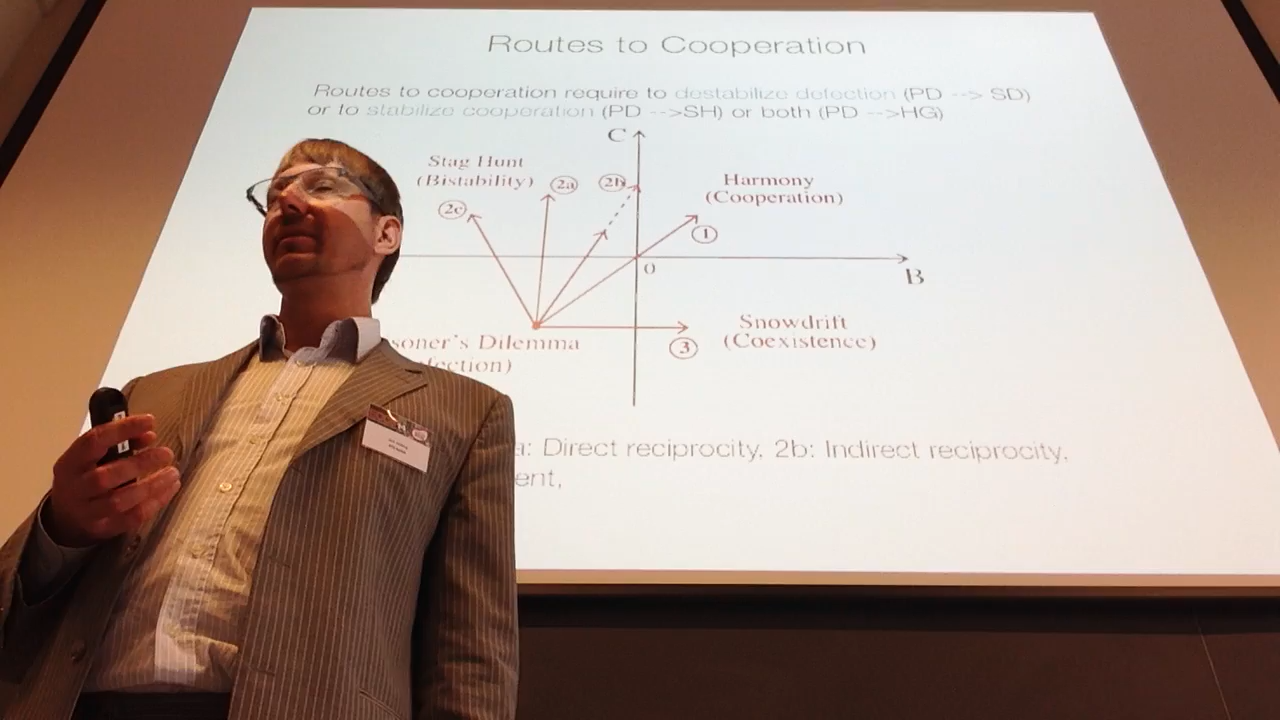 Routes to Cooperation
Routes to cooperation require to destabilize defection (PD --> SD)
or to stabilize cooperation (PD -->SH) or both (PD -->HG)
C
Stag Hunt
(Bistability)
2a
2b
Harmony
(Cooperation)
2c
1
0
B
soner's Dilemma
fection)
3
Snowdrift
(Coexistence)
a: Direct reciprocity, 2b: Indirect reciprocity,
ent,